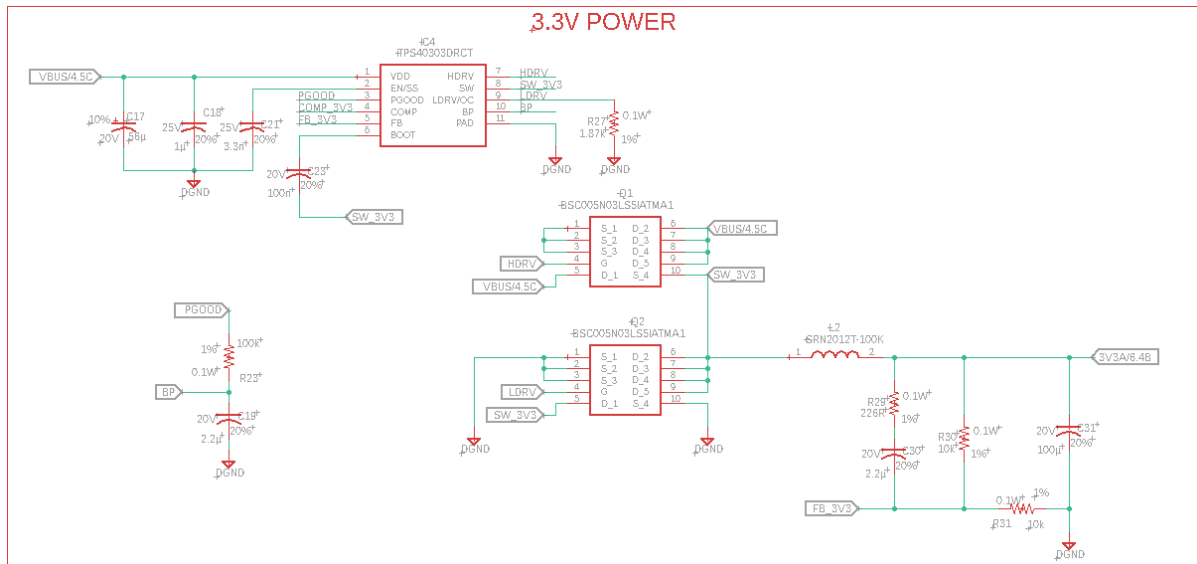 3.3V POWER
IC4
TPS40303DRCT
VBUS/4.5C
1 VDD HDRV 7 HDRV
2 EN/SS SW 8 SW_3V3
PGOOD 3 PGOOD LDRV/OC 9 LDRV
COMP_3V3 4 COMP BP 10 BP
FB_3V3 5 FB PAD 11
6 BOOT
10% C17
20V 56µ
C18
25V 20%
1µ
25V C21
20%
3.3n
DGND
20V C23
20%
100n
SW_3V3
DGND
R27 0.1W
1.87K
1%
DGND
Q1
BSC005N03LS5IATMA1
1 S_1 D_2 6
2 S_2 D_3 7
3 S_3 D_4 8
4 G D_5 9
5 D_1 S_4 10
HDRV
VBUS/4.5C
VBUS/4.5C
SW_3V3
PGOOD
1% 100k
0.1W R23
BP
20V C19
20%
2.2µ
DGND
Q2
BSC005N03LS5IATMA1
1 S_1 D_2 6
2 S_2 D_3 7
3 S_3 D_4 8
4 G D_5 9
5 D_1 S_4 10
LDRV
SW_3V3
DGND
DGND
L2
SRN2012T-100K
1 2
3V3A/6.4B
R29 0.1W
226R
1%
20V C30
20%
2.2µ
R30 0.1W
10k
1%
20V C31
20%
100µ
FB_3V3
0.1W 1%
R31 10k
DGND